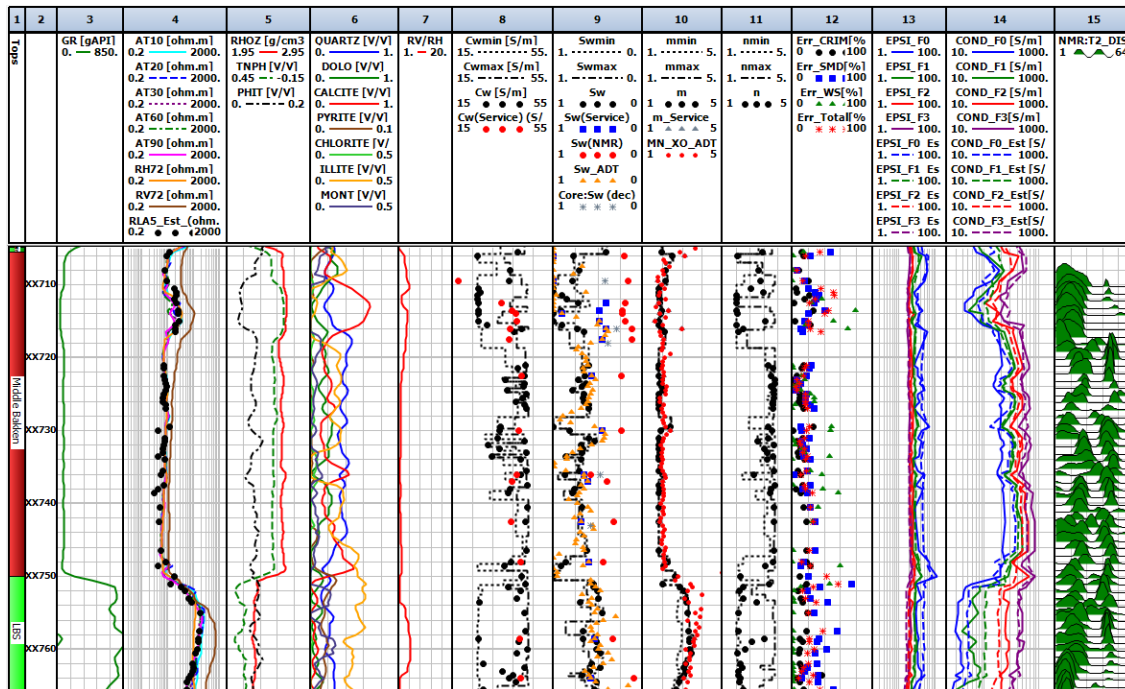 1 2 3 4 5 6 7 8 9 10 11 12 13 14 15
Tops
GR [gAPI]
0. 850.
AT10 [ohm.m]
0.2 2000.
AT20 [ohm.m]
0.2 2000.
AT30 [ohm.m]
0.2 2000.
AT60 [ohm.m]
0.2 2000.
AT90 [ohm.m]
0.2 2000.
RH72 [ohm.m]
0.2 2000.
RV72 [ohm.m]
0.2 2000.
RLA5_Est_(ohm.
0.2 2000
RHOZ [g/cm3
1.95 2.95
TNPH [V/V]
0.45 -0.15
PHIT [V/V]
0. 0.2
QUARTZ [V/V]
0. 1.
DOLO [V/V]
0. 1.
CALCITE [V/V]
0. 1.
PYRITE [V/V]
0. 0.1
CHLORITE [V/
0. 0.5
ILLITE [V/V]
0. 0.5
MONT [V/V]
0. 0.5
RV/RH
1. 20.
Cwmin [S/m]
15. 55.
Cwmax [S/m]
15. 55.
Cw [S/m]
15 55
Cw(Service) (S/
15 55
Swmin
1. 0.
Swmax
1. 0.
Sw
1 0
Sw(Service)
1 0
Sw(NMR)
1 0
Sw_ADT
1 0
Core:Sw (dec)
1 0
mmin
1. 5.
mmax
1. 5.
m
1 5
m_Service
1 5
MN_XO_ADT
1 5
nmin
1. 5.
nmax
1. 5.
n
1 5
Err_CRIM[%
0 100
Err_SMD[%]
0 100
Err_WS[%]
0 100
Err_Total[%
0 100
EPSI_F0
1. 100.
EPSI_F1
1. 100.
EPSI_F2
1. 100.
EPSI_F3
1. 100.
EPSI_F0 Es
1. 100.
EPSI_F1 Es
1. 100.
EPSI_F2 Es
1. 100.
EPSI_F3 Es
1. 100.
COND_F0 [S/m]
10. 1000.
COND_F1 [S/m]
10. 1000.
COND_F2 [S/m]
10. 1000.
COND_F3[S/m]
10. 1000.
COND_F0_Est[S/
10. 1000.
COND_F1_Est[S/
10. 1000.
COND_F2_Est[S/
10. 1000.
COND_F3_Est[S/
10. 1000.
NMR:T2_DIS
1 64
XX710
XX720
Middle Bakken
XX730
XX740
XX750
LBS
XX760